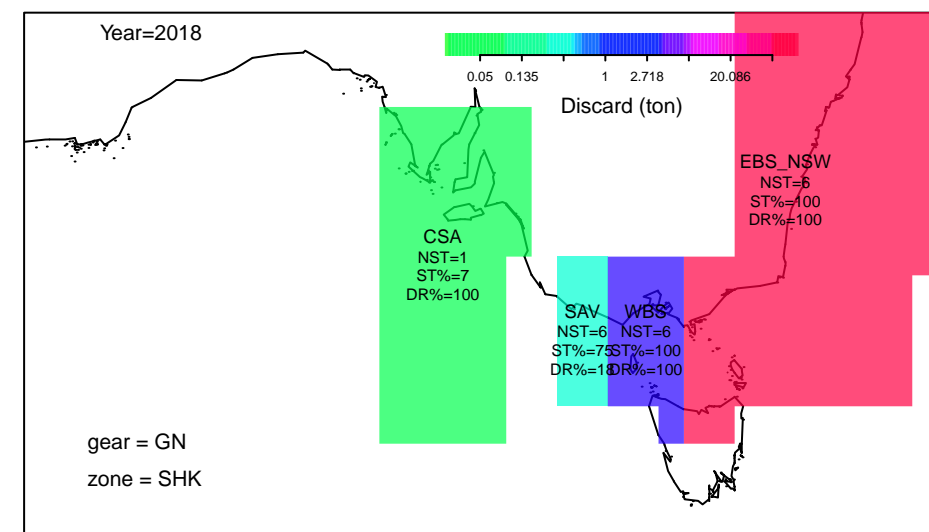 Year=2018
0.05 0.135 1 2.718 20.086
Discard (ton)
EBS_NSW
NST=6
ST%=100
DR%=100
CSA
NST=1
ST%=7
DR%=100
SAV
NST=6
ST%=75
DR%=18
WBS
NST=6
ST%=100
DR%=100
gear = GN
zone = SHK